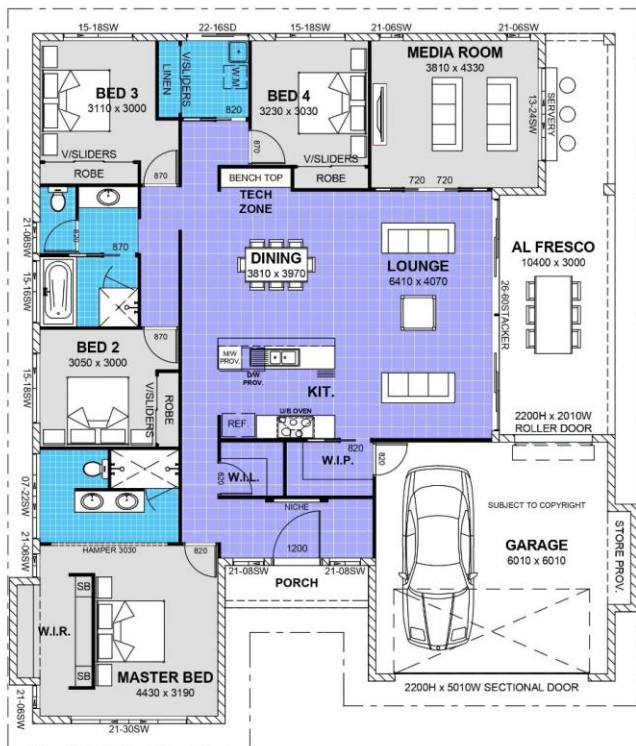 15-18SW
22-16SD
15-18SW
21-06SW
21-06SW
BED 3
3110 x 3000
LINEN
V/SLIDERS
W.M
820
BED 4
3230 x 3030
MEDIA ROOM
3810 x 4330
13-24SW
SERVERY
V/SLIDERS
ROBE
870
870
V/SLIDERS
ROBE
BENCH TOP
TECH
ZONE
720
720
21-08SW
820
870
15-16SW
DINING
3810 x 3970
LOUNGE
6410 x 4070
AL FRESCO
10400 x 3000
26-60STACKER
870
BED 2
3050 x 3000
15-18SW
V/SLIDERS
ROBE
M/W
PROV.
D/W
PROV.
KIT.
U/B OVEN
REF.
2200H x 2010W
ROLLER DOOR
820
W.I.L.
820
W.I.P.
820
07-22SW
21-06SW
HAMPER 3030
820
NICHE
1200
21-08SW
PORCH
21-08SW
SUBJECT TO COPYRIGHT
GARAGE
6010 x 6010
STORE PROV.
W.I.R.
SB
SB
MASTER BED
4430 x 3190
21-06SW
21-30SW
2200H x 5010W SECTIONAL DOOR